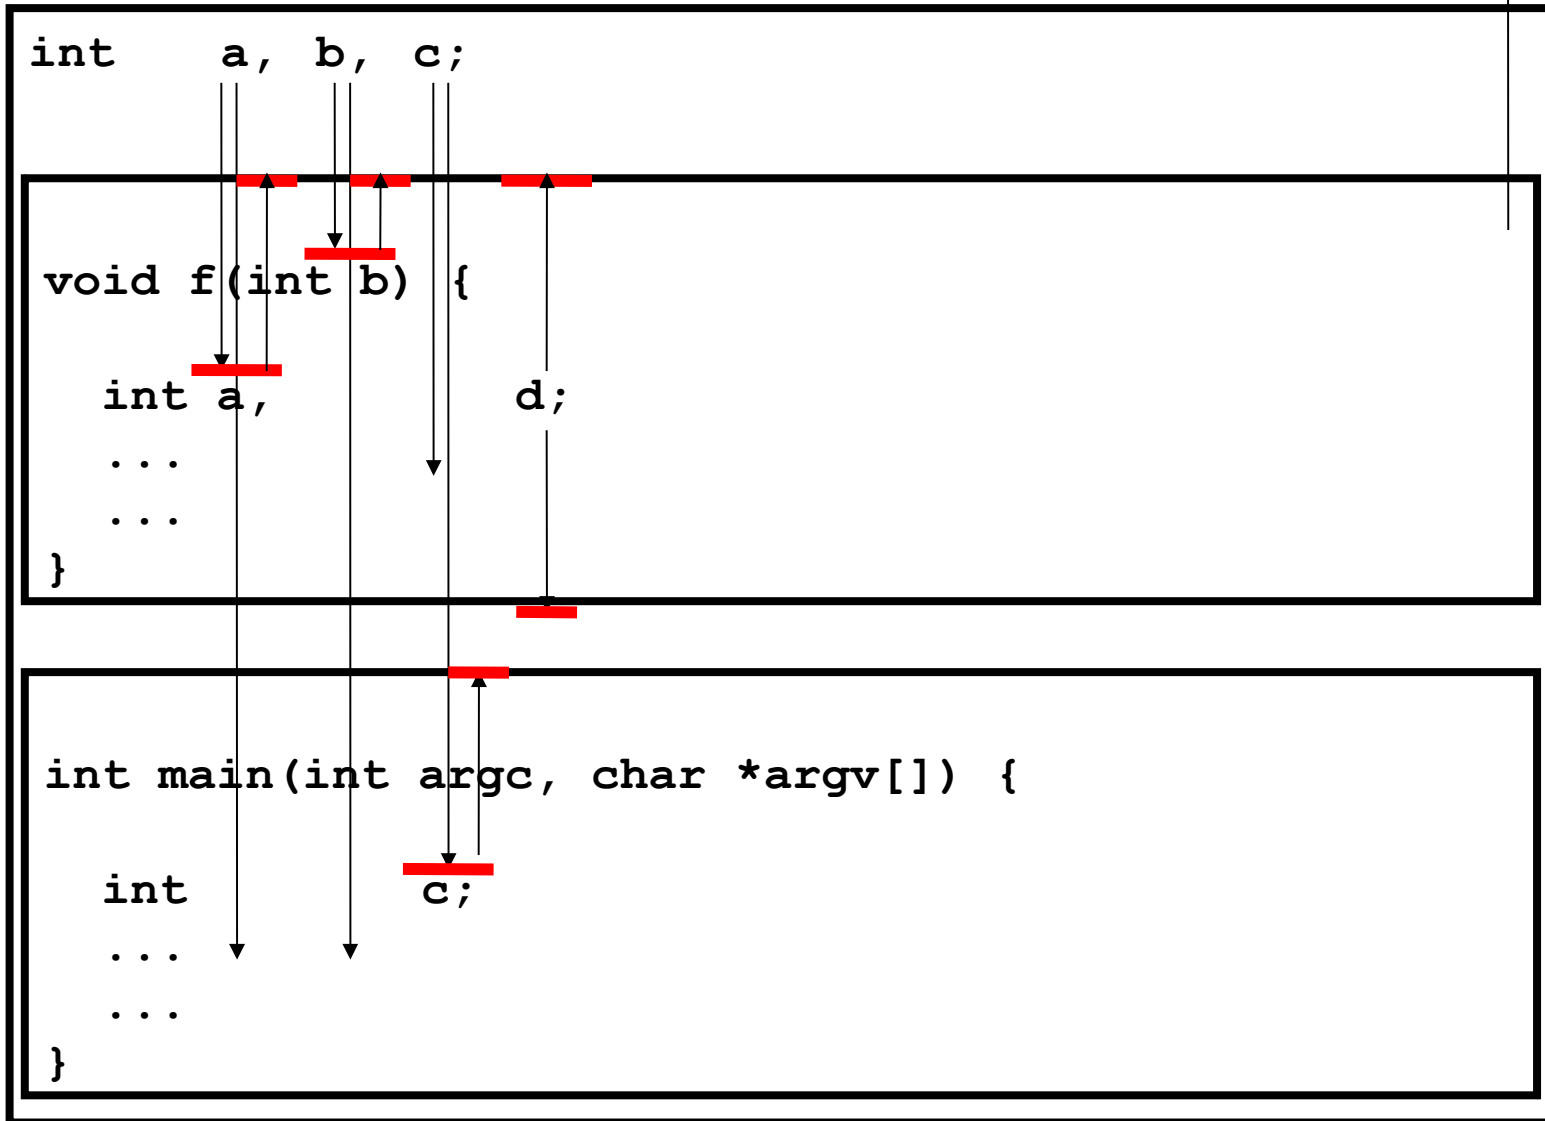 int a, b, c;
void f(int b) {
int a, d;
...
...
}
int main(int argc, char *argv[]) {
int c;
...
...
}